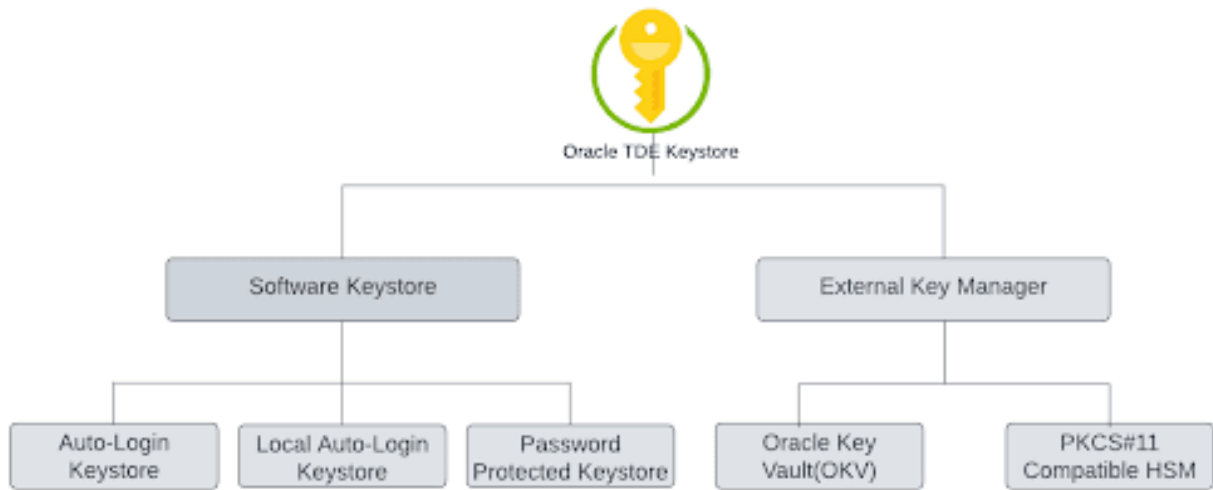 Oracle TDE Keystore
Software Keystore
External Key Manager
Auto-Login
Keystore
Local Auto-Login
Keystore
Password
Protected Keystore
Oracle Key
Vault(OKV)
PKCS#11
Compatible HSM